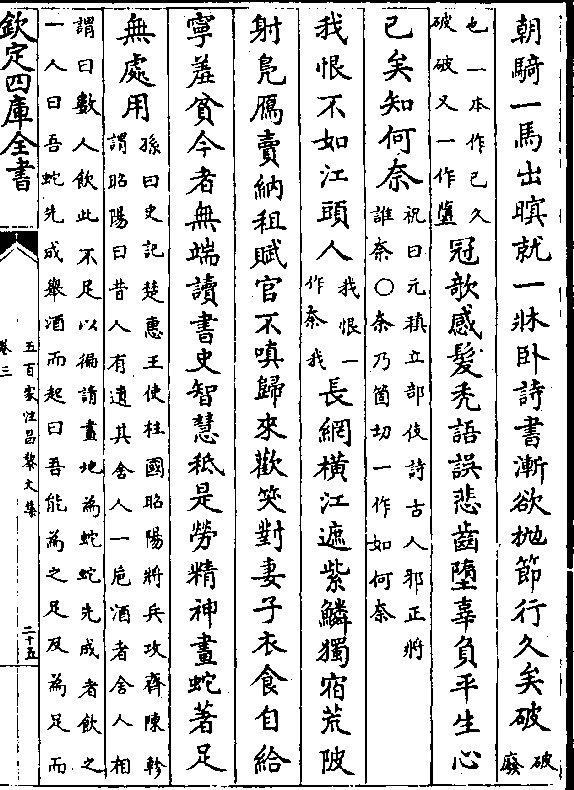 朝騎一馬出暝就一牀臥詩書漸欲拋節行久矣破破廢
也一本作已久
破破又一作墮
冠欹感髮禿語誤悲齒墮辜負平生心
已矣知何奈
祝曰元稹立部伎詩古人邪正將
誰奈○奈乃箇切一作如何奈
我恨不如江頭人
我恨一
作奈我
長網橫江遮紫鱗獨宿荒陂
射鳧鴈賣納租賦官不嗔歸來歡笑對妻子衣食自給
寧羞貧今者無端讀書史智慧秪是勞精神畫蛇著足
無處用
孫曰史記楚惠王使柱國昭陽將兵攻齊陳軫
謂昭陽曰昔人有遺其舍人一巵酒者舍人相
謂曰數人飲此不足以徧請畫地為蛇蛇先成者飲之
一人曰吾蛇先成舉酒而起曰吾能為之足及為足而
欽定四庫全書
五百家注昌黎文集
卷三
二十五